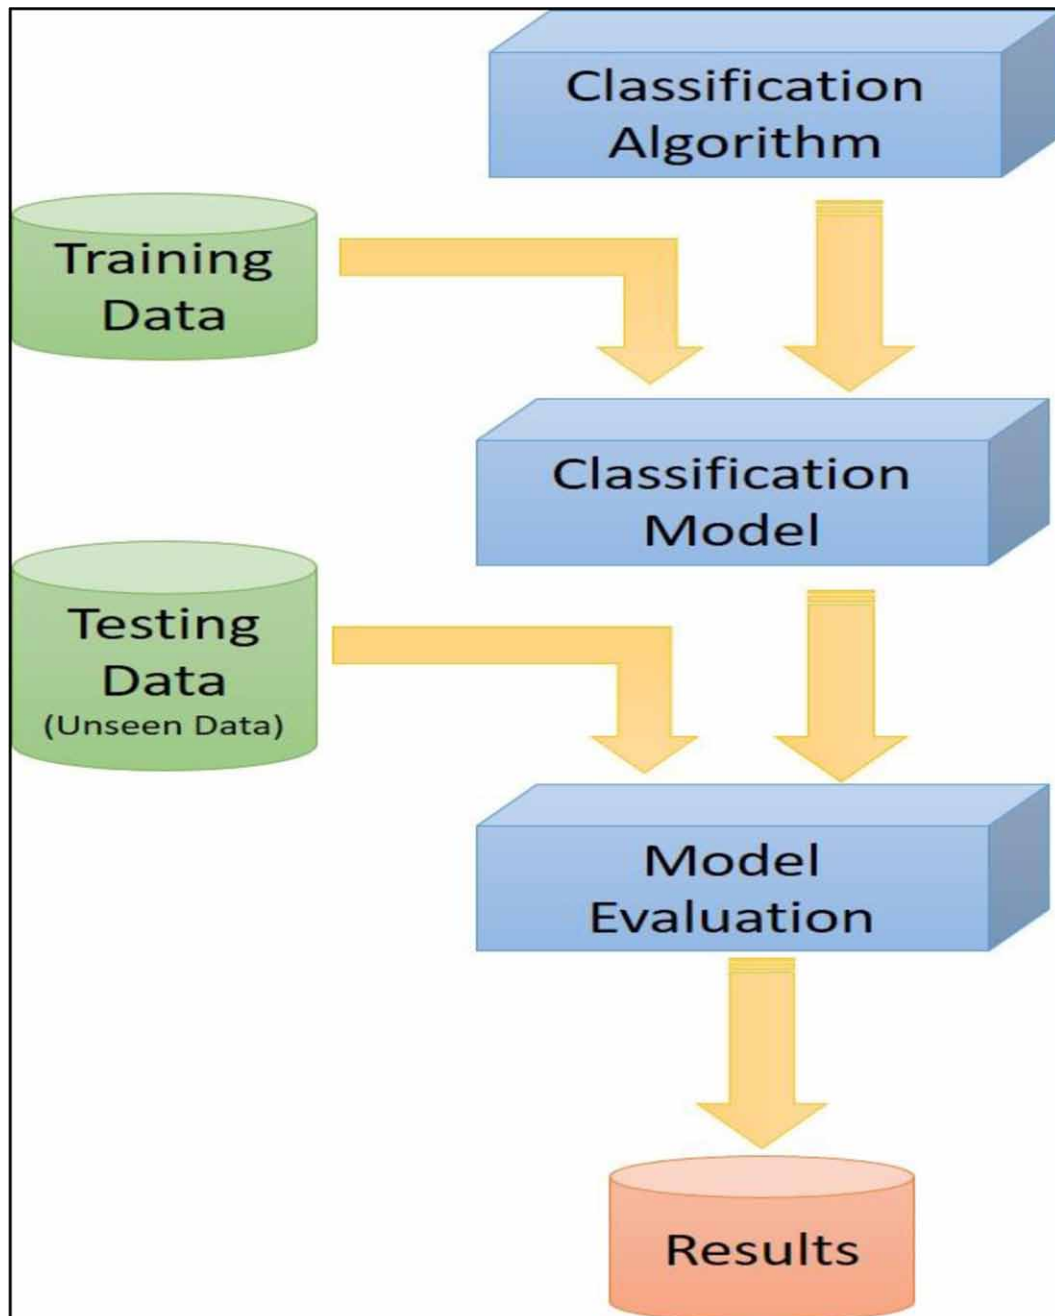 Classification
Algorithm
Training
Data
Classification
Model
Testing
Data
(Unseen Data)
Model
Evaluation
Results